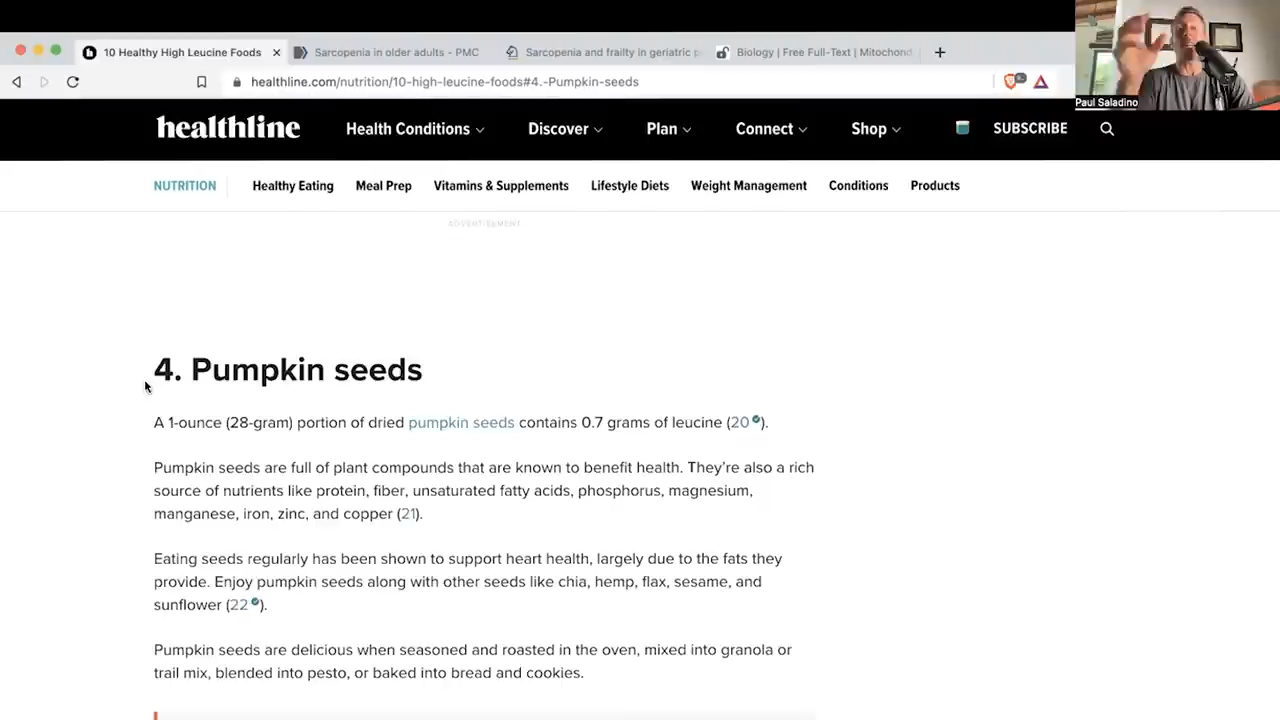 10 Healthy High Leucine Foods
Sarcopenia in older adults - PMC
Sarcopenia and frailty in geriatric p
Biology | Free Full-Text | Mitochond
healthline.com/nutrition/10-high-leucine-foods#4.-Pumpkin-seeds
Paul Saladino
healthline
Health Conditions
Discover
Plan
Connect
Shop
SUBSCRIBE
NUTRITION
Healthy Eating
Meal Prep
Vitamins & Supplements
Lifestyle Diets
Weight Management
Conditions
Products
ADVERTISEMENT
4. Pumpkin seeds
A 1-ounce (28-gram) portion of dried pumpkin seeds contains 0.7 grams of leucine (20).
Pumpkin seeds are full of plant compounds that are known to benefit health. They're also a rich
source of nutrients like protein, fiber, unsaturated fatty acids, phosphorus, magnesium,
manganese, iron, zinc, and copper (21).
Eating seeds regularly has been shown to support heart health, largely due to the fats they
provide. Enjoy pumpkin seeds along with other seeds like chia, hemp, flax, sesame, and
sunflower (22).
Pumpkin seeds are delicious when seasoned and roasted in the oven, mixed into granola or
trail mix, blended into pesto, or baked into bread and cookies.